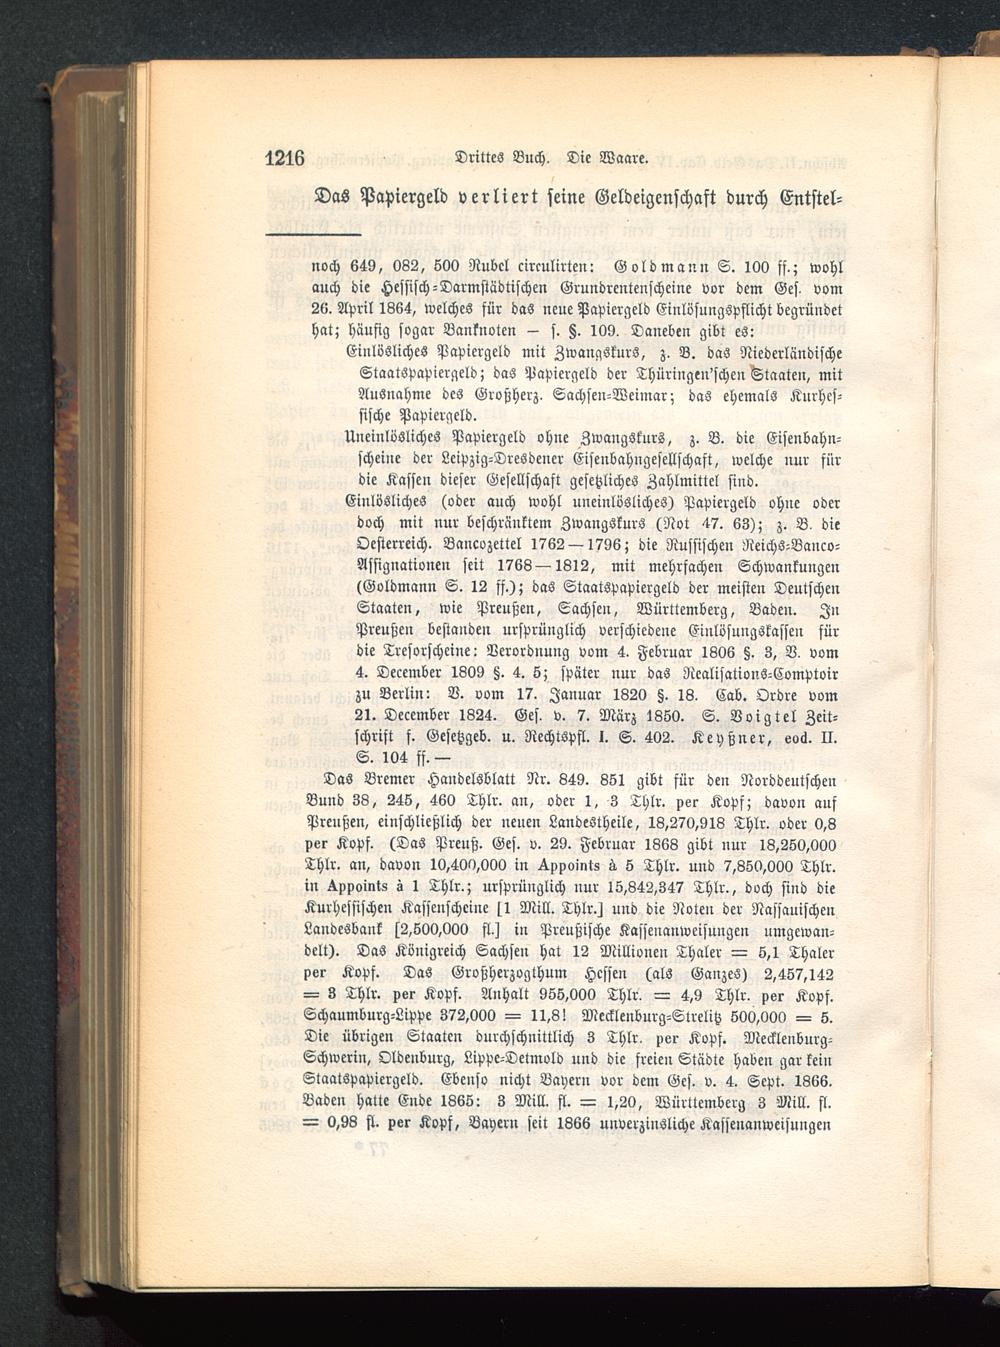 1216
Drittes Buch. Die Waare.
Das Papiergeld verliert seine Geldeigenschaft durch Entstel-
noch 649, 082, 500 Rubel circulirten: Goldmann S. 100 ff.; wohl
auch die Hessisch-Darmstädtischen Grundrentenscheine vor dem Ges. vom
26. April 1864, welches für das neue Papiergeld Einlösungspflicht begründet
hat; häufig sogar Banknoten — s. §. 109. Daneben gibt es:
Einlösliches Papiergeld mit Zwangskurs, z. B. das Niederländische
Staatspapiergeld; das Papiergeld der Thüringen'schen Staaten, mit
Ausnahme des Großherz. Sachsen-Weimar; das ehemals Kurhes-
sische Papiergeld.
Uneinlösliches Papiergeld ohne Zwangskurs, z. B. die Eisenbahn-
scheine der Leipzig-Dresdener Eisenbahngesellschaft, welche nur für
die Kassen dieser Gesellschaft gesetzliches Zahlmittel sind.
Einlösliches (oder auch wohl uneinlösliches) Papiergeld ohne oder
doch mit nur beschränktem Zwangskurs (Not 47. 63); z. B. die
Oesterreich. Bancozettel 1762—1796; die Russischen Reichs-Banco-
Assignationen seit 1768—1812, mit mehrfachen Schwankungen
(Goldmann S. 12 ff.); das Staatspapiergeld der meisten Deutschen
Staaten, wie Preußen, Sachsen, Württemberg, Baden. In
Preußen bestanden ursprünglich verschiedene Einlösungskassen für
die Tresorscheine: Verordnung vom 4. Februar 1806 §. 3, V. vom
4. December 1809 §. 4. 5; später nur das Realisations-Comptoir
zu Berlin: V. vom 17. Januar 1820 §. 18. Cab. Ordre vom
21. December 1824. Ges. v. 7. März 1850. S. Voigtel Zeit-
schrift f. Gesetzgeb. u. Rechtspfl. I. S. 402. Keyßner, eod. II.
S. 104 ff. —
Das Bremer Handelsblatt Nr. 849. 851 gibt für den Norddeutschen
Bund 38, 245, 460 Thlr. an, oder 1, 3 Thlr. per Kopf; davon auf
Preußen, einschließlich der neuen Landestheile, 18,270,918 Thlr. oder 0,8
per Kopf. (Das Preuß. Ges. v. 29. Februar 1868 gibt nur 18,250,000
Thlr. an, davon 10,400,000 in Appoints à 5 Thlr. und 7,850,000 Thlr.
in Appoints à 1 Thlr.; ursprünglich nur 15,842,347 Thlr., doch sind die
Kurhessischen Kassenscheine [1 Mill. Thlr.] und die Noten der Nassauischen
Landesbank [2,500,000 fl.] in Preußische Kassenanweisungen umgewan-
delt). Das Königreich Sachsen hat 12 Millionen Thaler = 5,1 Thaler
per Kopf. Das Großherzogthum Hessen (als Ganzes) 2,457,142
= 3 Thlr. per Kopf. Anhalt 955,000 Thlr. = 4,9 Thlr. per Kopf.
Schaumburg-Lippe 372,000 = 11,8! Mecklenburg-Strelitz 500,000 = 5.
Die übrigen Staaten durchschnittlich 3 Thlr. per Kopf. Mecklenburg-
Schwerin, Oldenburg, Lippe-Detmold und die freien Städte haben gar kein
Staatspapiergeld. Ebenso nicht Bayern vor dem Ges. v. 4. Sept. 1866.
Baden hatte Ende 1865: 3 Mill. fl. = 1,20, Württemberg 3 Mill. fl.
= 0,98 fl. per Kopf, Bayern seit 1866 unverzinsliche Kassenanweisungen